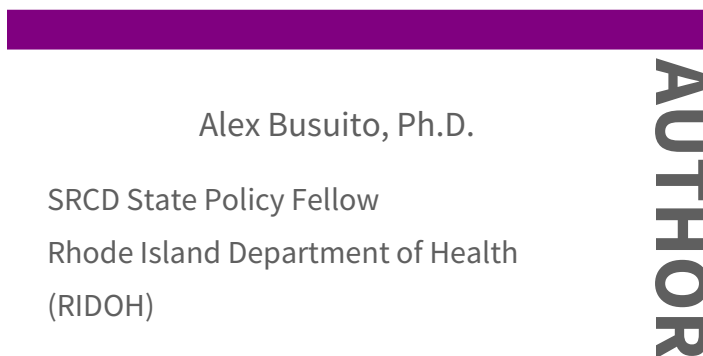 Alex Busuito, Ph.D.
SRCD State Policy Fellow
Rhode Island Department of Health
(RIDOH)
AUTHOR